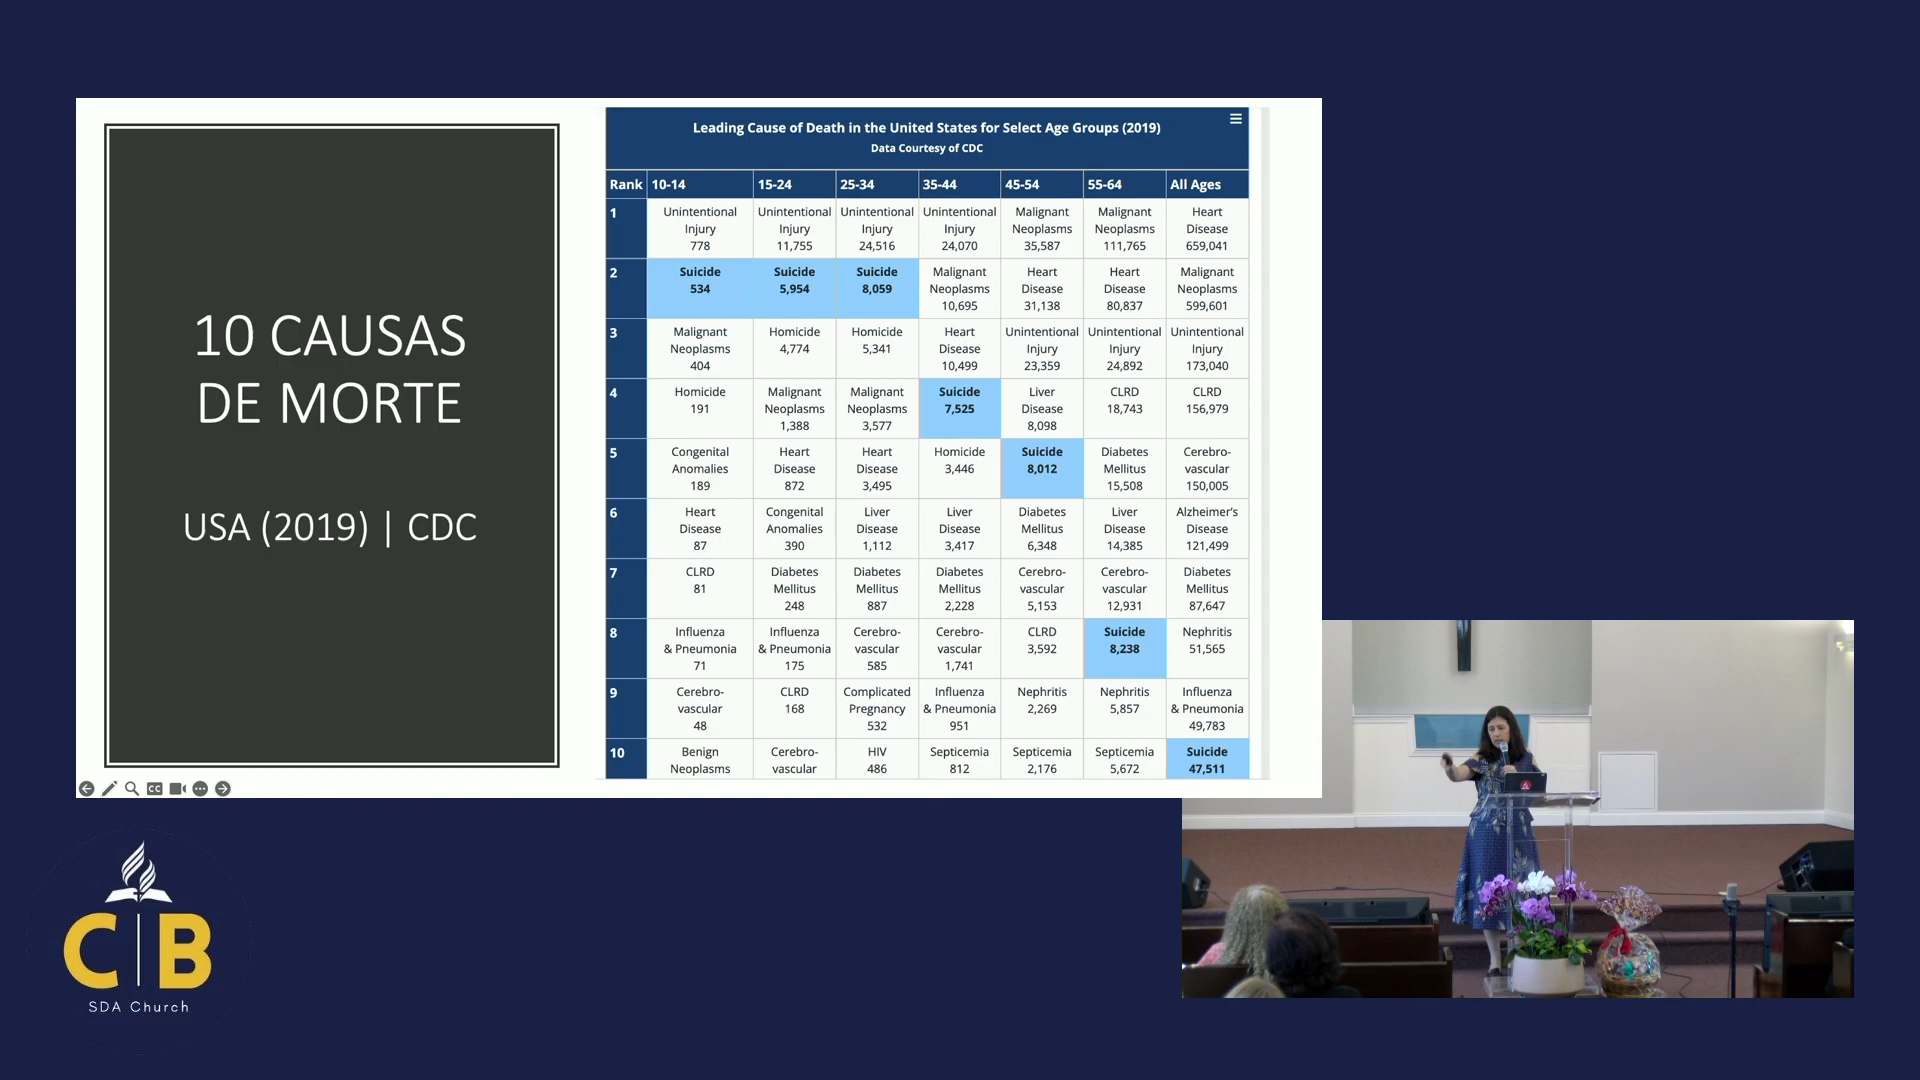 10 CAUSAS
DE MORTE
USA (2019) | CDC
Leading Cause of Death in the United States for Select Age Groups (2019)
Data Courtesy of CDC
Rank 10-14 15-24 25-34 35-44 45-54 55-64 All Ages
1 Unintentional Unintentional Unintentional Unintentional Malignant Malignant Heart
Injury Injury Injury Injury Neoplasms Neoplasms Disease
778 11,755 24,516 24,070 35,587 111,765 659,041
2 Suicide Suicide Suicide Malignant Heart Heart Malignant
534 5,954 8,059 Neoplasms Disease Disease Neoplasms
10,695 31,138 80,837 599,601
3 Malignant Homicide Homicide Heart Unintentional Unintentional Unintentional
Neoplasms 4,774 5,341 Disease Injury Injury Injury
404 10,499 23,359 24,892 173,040
4 Homicide Malignant Malignant Suicide Liver CLRD CLRD
191 Neoplasms Neoplasms 7,525 Disease 18,743 156,979
1,388 3,577 8,098
5 Congenital Heart Heart Homicide Suicide Diabetes Cerebro-
Anomalies Disease Disease 3,446 8,012 Mellitus vascular
189 872 3,495 15,508 150,005
6 Heart Congenital Liver Liver Diabetes Liver Alzheimer's
Disease Anomalies Disease Disease Mellitus Disease Disease
87 390 1,112 3,417 6,348 14,385 121,499
7 CLRD Diabetes Diabetes Diabetes Cerebro- Cerebro- Diabetes
81 Mellitus Mellitus Mellitus vascular vascular Mellitus
248 887 2,228 5,153 12,931 87,647
8 Influenza Influenza Cerebro- Cerebro- CLRD Suicide Nephritis
& Pneumonia & Pneumonia vascular vascular 3,592 8,238 51,565
71 175 585 1,741
9 Cerebro- CLRD Complicated Influenza Nephritis Nephritis Influenza
vascular 168 Pregnancy & Pneumonia 2,269 5,857 & Pneumonia
48 532 951 49,783
10 Benign Cerebro- HIV Septicemia Septicemia Septicemia Suicide
Neoplasms vascular 486 812 2,176 5,672 47,511
CC
C|B
SDA Church